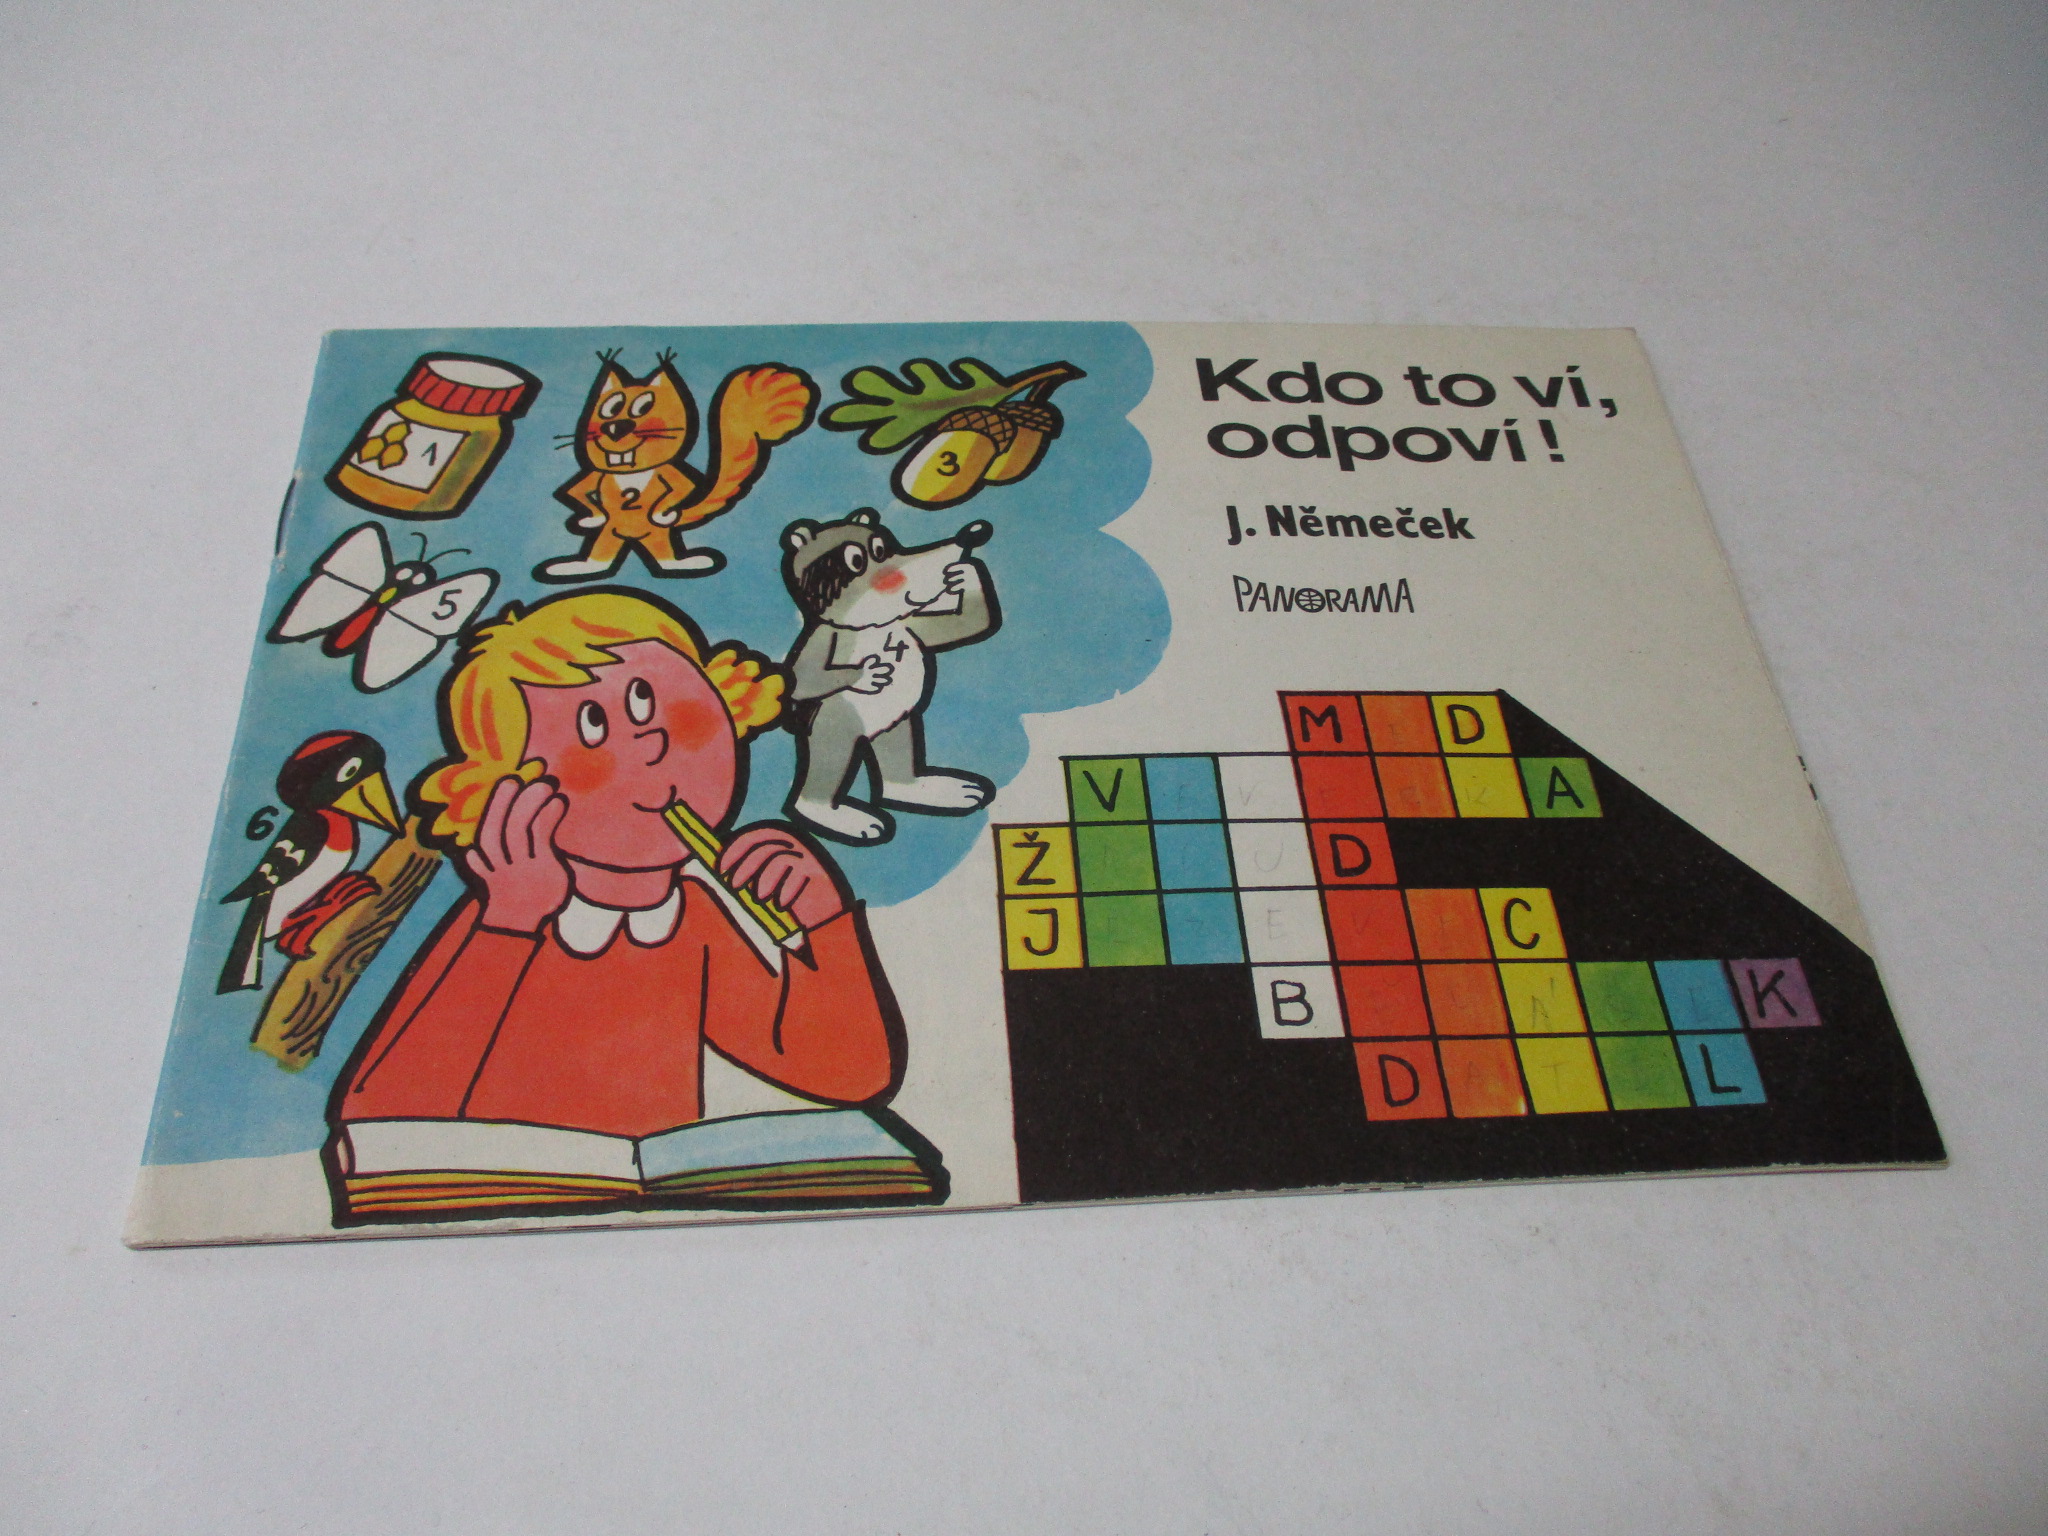 Kdo to ví,
odpoví!
J. Němeček
PANORAMA
1
2
3
4
5
6
M E D
V E V E R K A
Ž A L U D
J E Z E V E C
B K
D A T E L